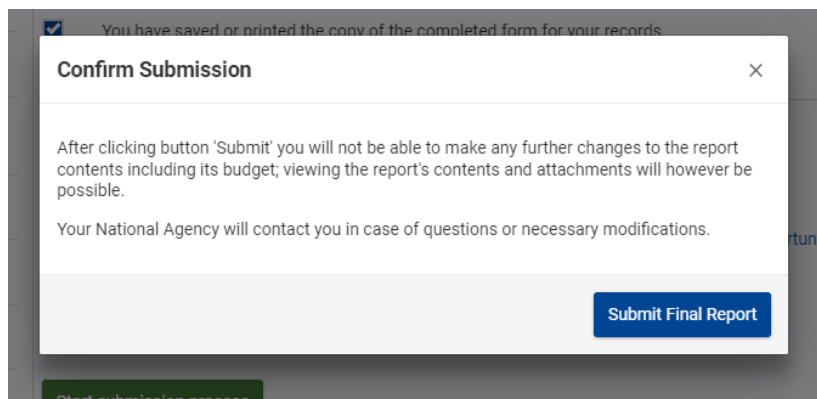 You have saved or printed the copy of the completed form for your records
Confirm Submission
After clicking button 'Submit' you will not be able to make any further changes to the report
contents including its budget; viewing the report's contents and attachments will however be
possible.
Your National Agency will contact you in case of questions or necessary modifications.
Submit Final Report
Start submission process